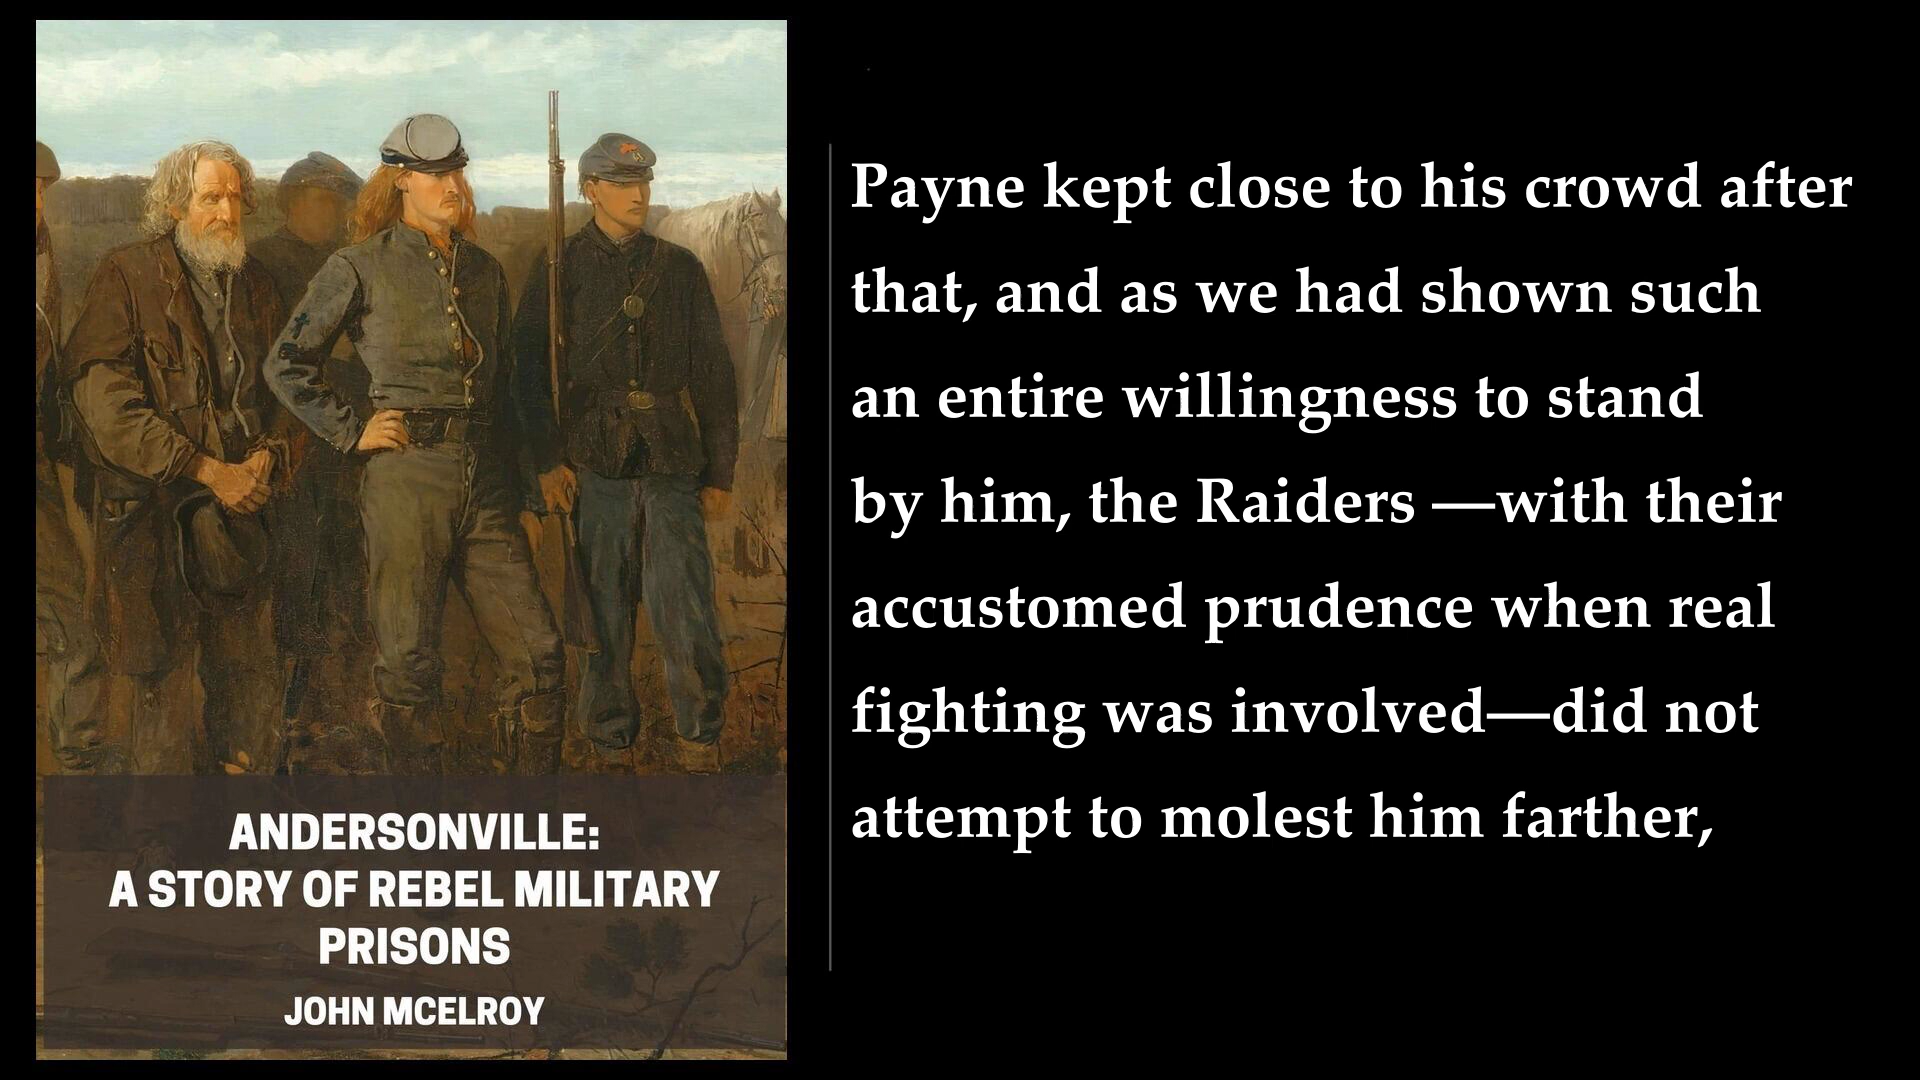 ANDERSONVILLE:
A STORY OF REBEL MILITARY
PRISONS
JOHN MCELROY
Payne kept close to his crowd after
that, and as we had shown such
an entire willingness to stand
by him, the Raiders —with their
accustomed prudence when real
fighting was involved—did not
attempt to molest him farther,